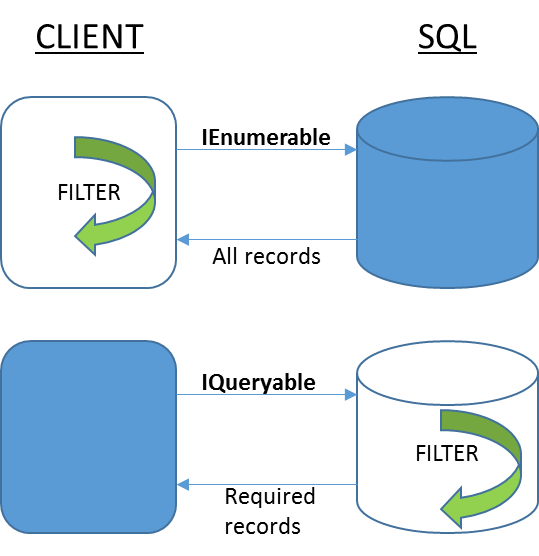 CLIENT
SQL
IEnumerable
FILTER
All records
IQueryable
FILTER
Required
records